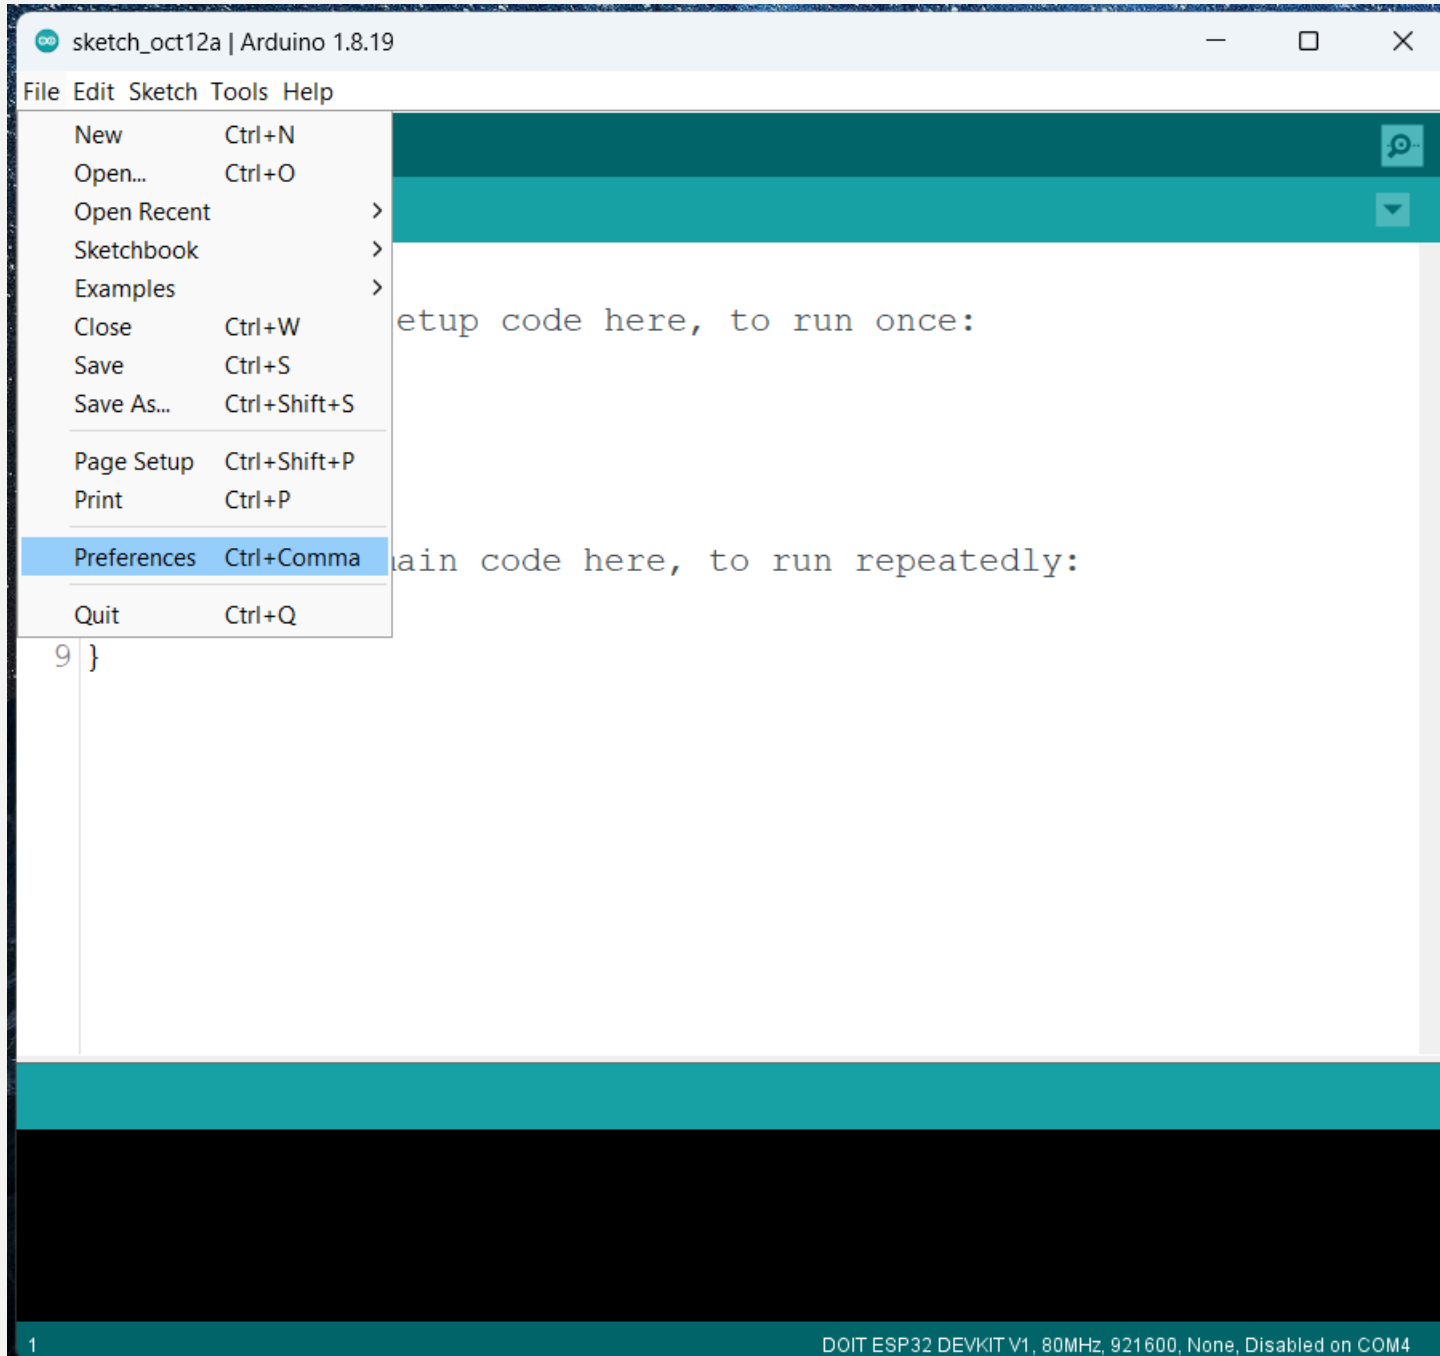 sketch_oct12a | Arduino 1.8.19
File Edit Sketch Tools Help
New Ctrl+N
Open... Ctrl+O
Open Recent
Sketchbook
Examples
Close Ctrl+W
Save Ctrl+S
Save As... Ctrl+Shift+S
Page Setup Ctrl+Shift+P
Print Ctrl+P
Preferences Ctrl+Comma
Quit Ctrl+Q
etup code here, to run once:
ain code here, to run repeatedly:
9 }
1 DOIT ESP32 DEVKIT V1, 80MHz, 921600, None, Disabled on COM4